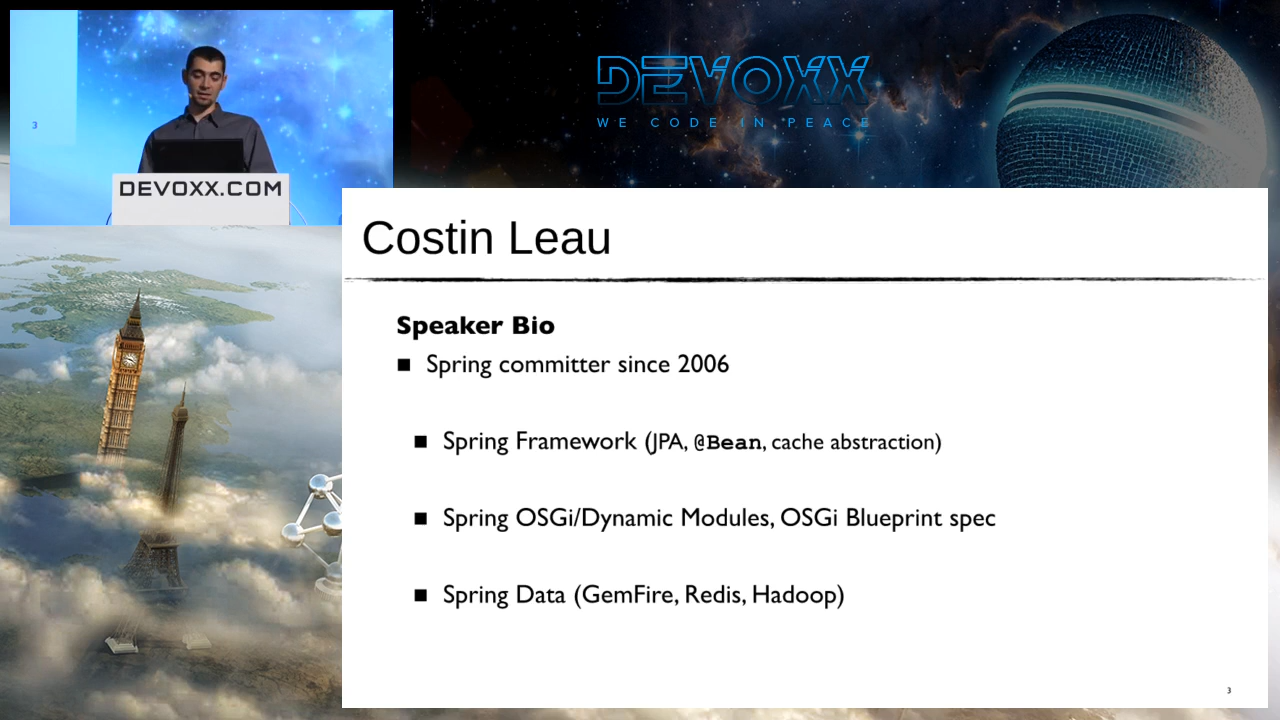 3
DEVOXX.COM
DEVOXX
WE CODE IN PEACE
Costin Leau
Speaker Bio
■ Spring committer since 2006
■ Spring Framework (JPA, @Bean, cache abstraction)
■ Spring OSGi/Dynamic Modules, OSGi Blueprint spec
■ Spring Data (GemFire, Redis, Hadoop)
3